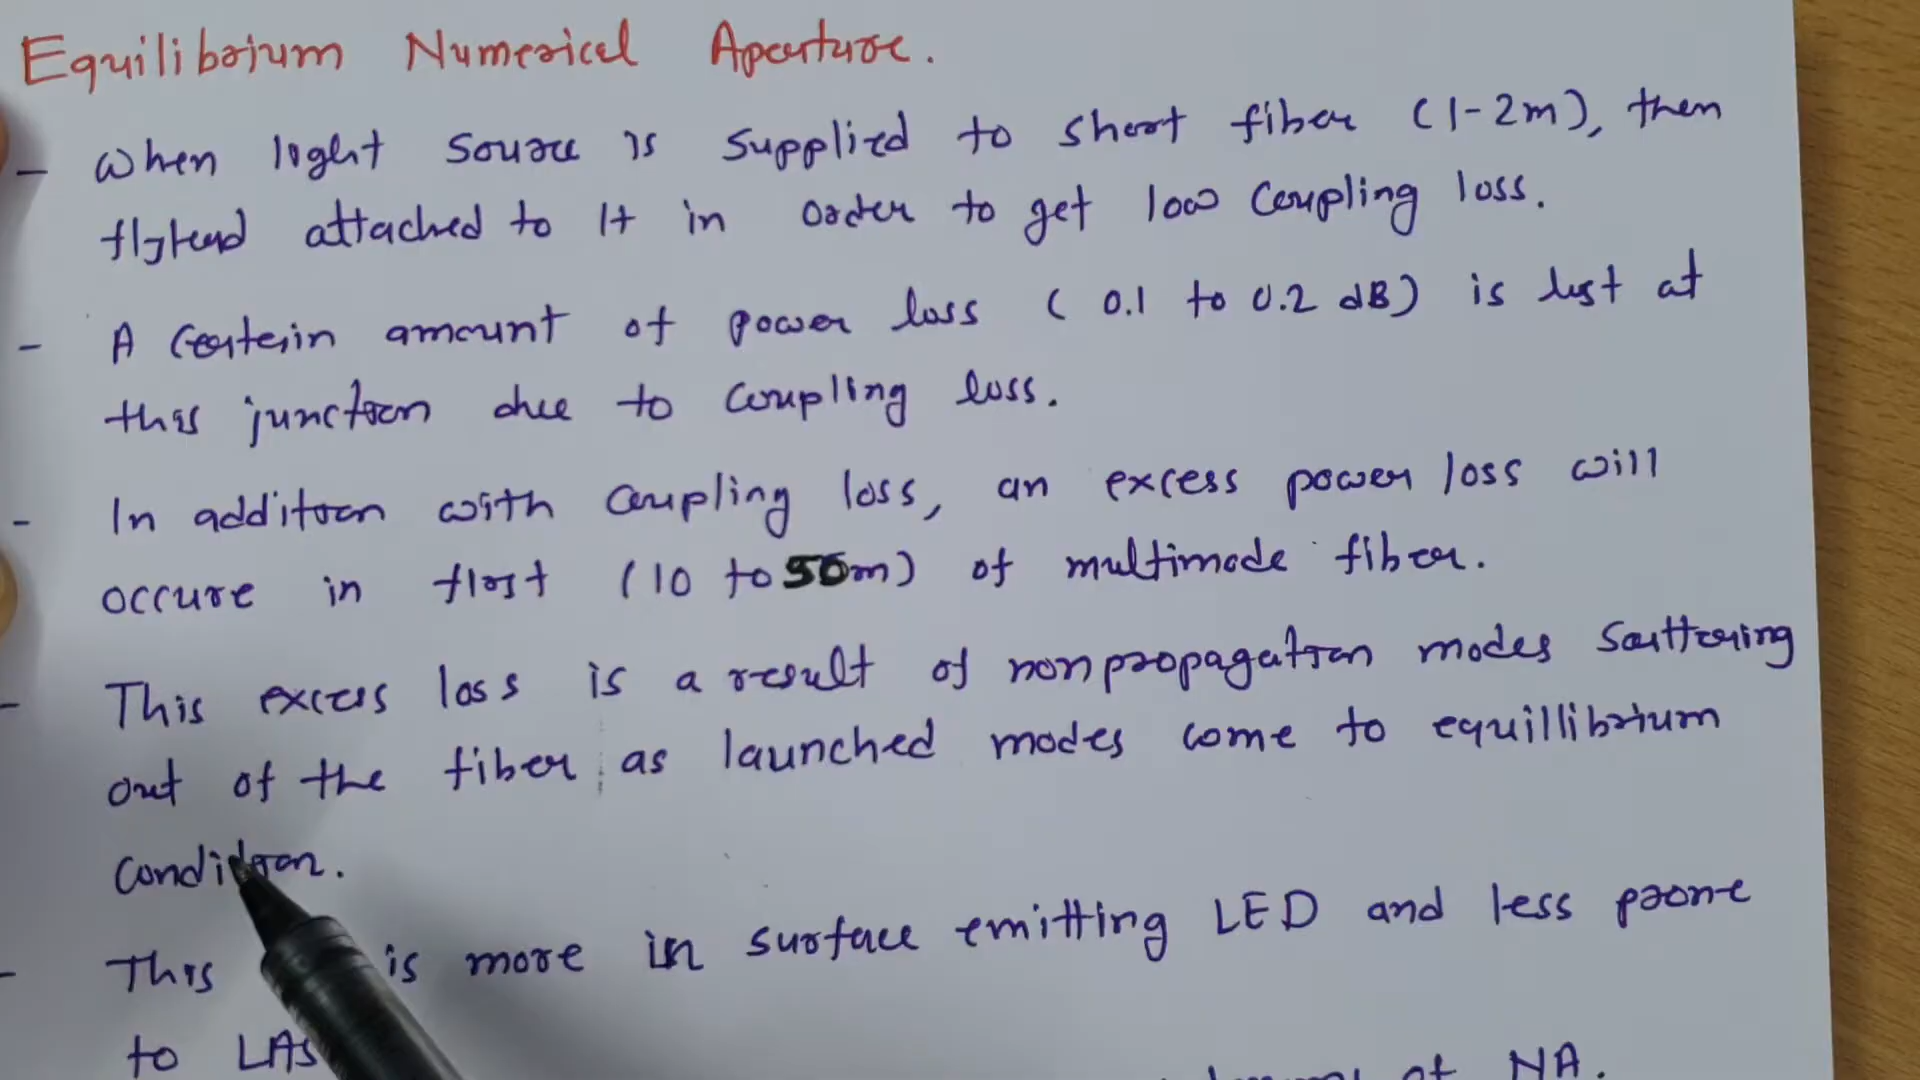 Equilibrium Numerical Aperture.
- When light source is supplied to short fiber (1-2m), then
flylead attached to it in order to get low coupling loss.
- A certain amount of power loss (0.1 to 0.2 dB) is lost at
this junction due to coupling loss.
- In addition with coupling loss, an excess power loss will
occure in first (10 to 50m) of multimode fiber.
- This excess loss is a result of nonpropagation modes scattering
out of the fiber as launched modes come to equillibrium
condition.
- This is more in surface emitting LED and less prone
to LAS of NA.